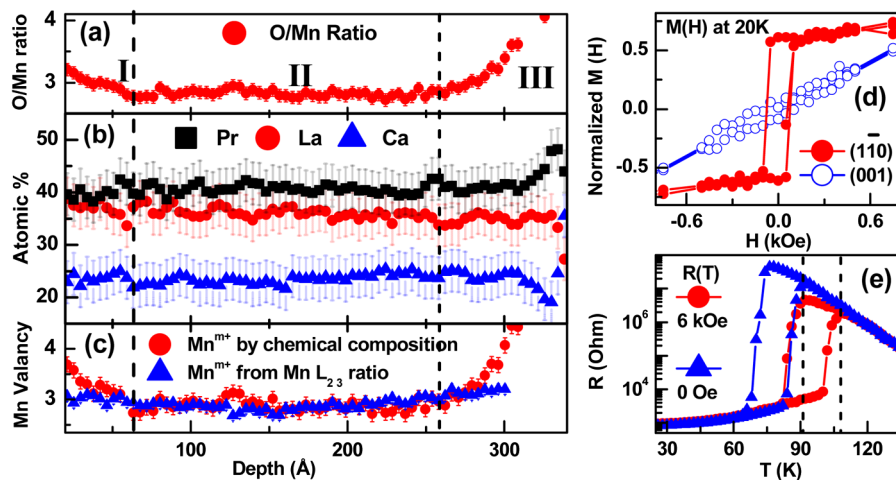 (a)
O/Mn Ratio
I
II
III
O/Mn ratio
4
3
(b)
Pr
La
Ca
Atomic %
50
40
30
20
(c)
Mn^m+ by chemical composition
Mn^m+ from Mn L_2 3 ratio
Mn Valancy
4
3
100
200
300
Depth (Å)
M(H) at 20K
(d)
(1-10)
(001)
Normalized M (H)
0.5
0.0
-0.5
-0.6
0.0
0.6
H (kOe)
R(T)
(e)
6 kOe
0 Oe
R (Ohm)
10^6
10^4
10^2
30
60
90
120
T (K)